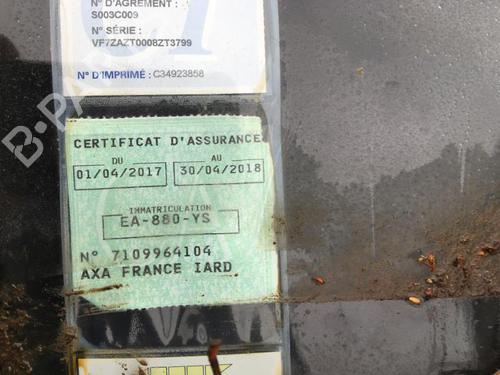 N° D'AGRÉMENT :
S003C009
N° SÉRIE :
VF7ZAZT0008ZT3799
N° D'IMPRIMÉ : C34923858
CERTIFICAT D'ASSURANCE
DU AU
01/04/2017 30/04/2018
IMMATRICULATION
EA-880-YS
N° 7109964104
AXA FRANCE IARD